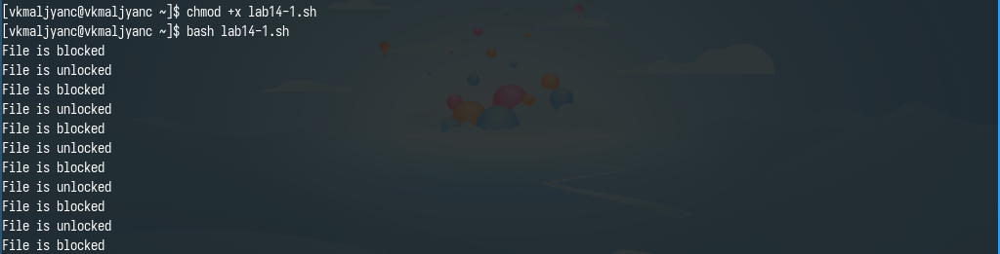 [vkmaljyanc@vkmaljyanc ~]$ chmod +x lab14-1.sh
[vkmaljyanc@vkmaljyanc ~]$ bash lab14-1.sh
File is blocked
File is unlocked
File is blocked
File is unlocked
File is blocked
File is unlocked
File is blocked
File is unlocked
File is blocked
File is unlocked
File is blocked